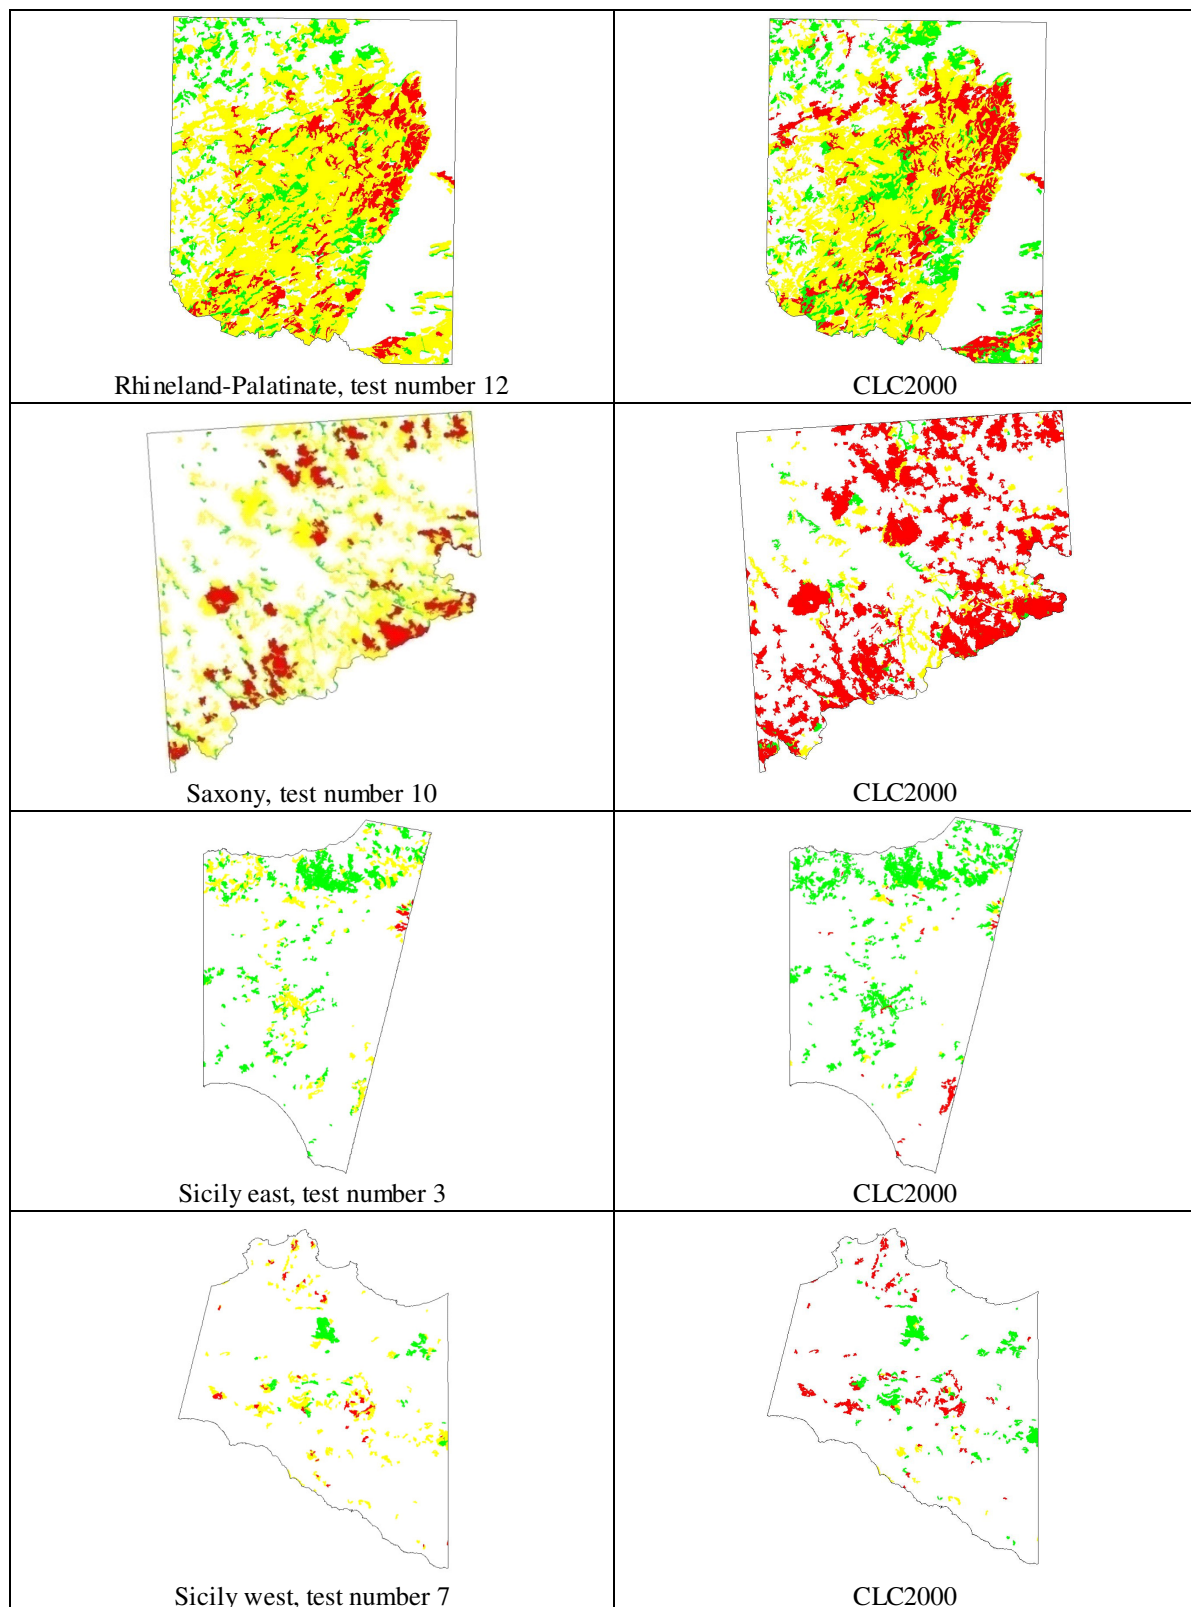 Rhineland-Palatinate, test number 12
CLC2000
Saxony, test number 10
CLC2000
Sicily east, test number 3
CLC2000
Sicily west, test number 7
CLC2000